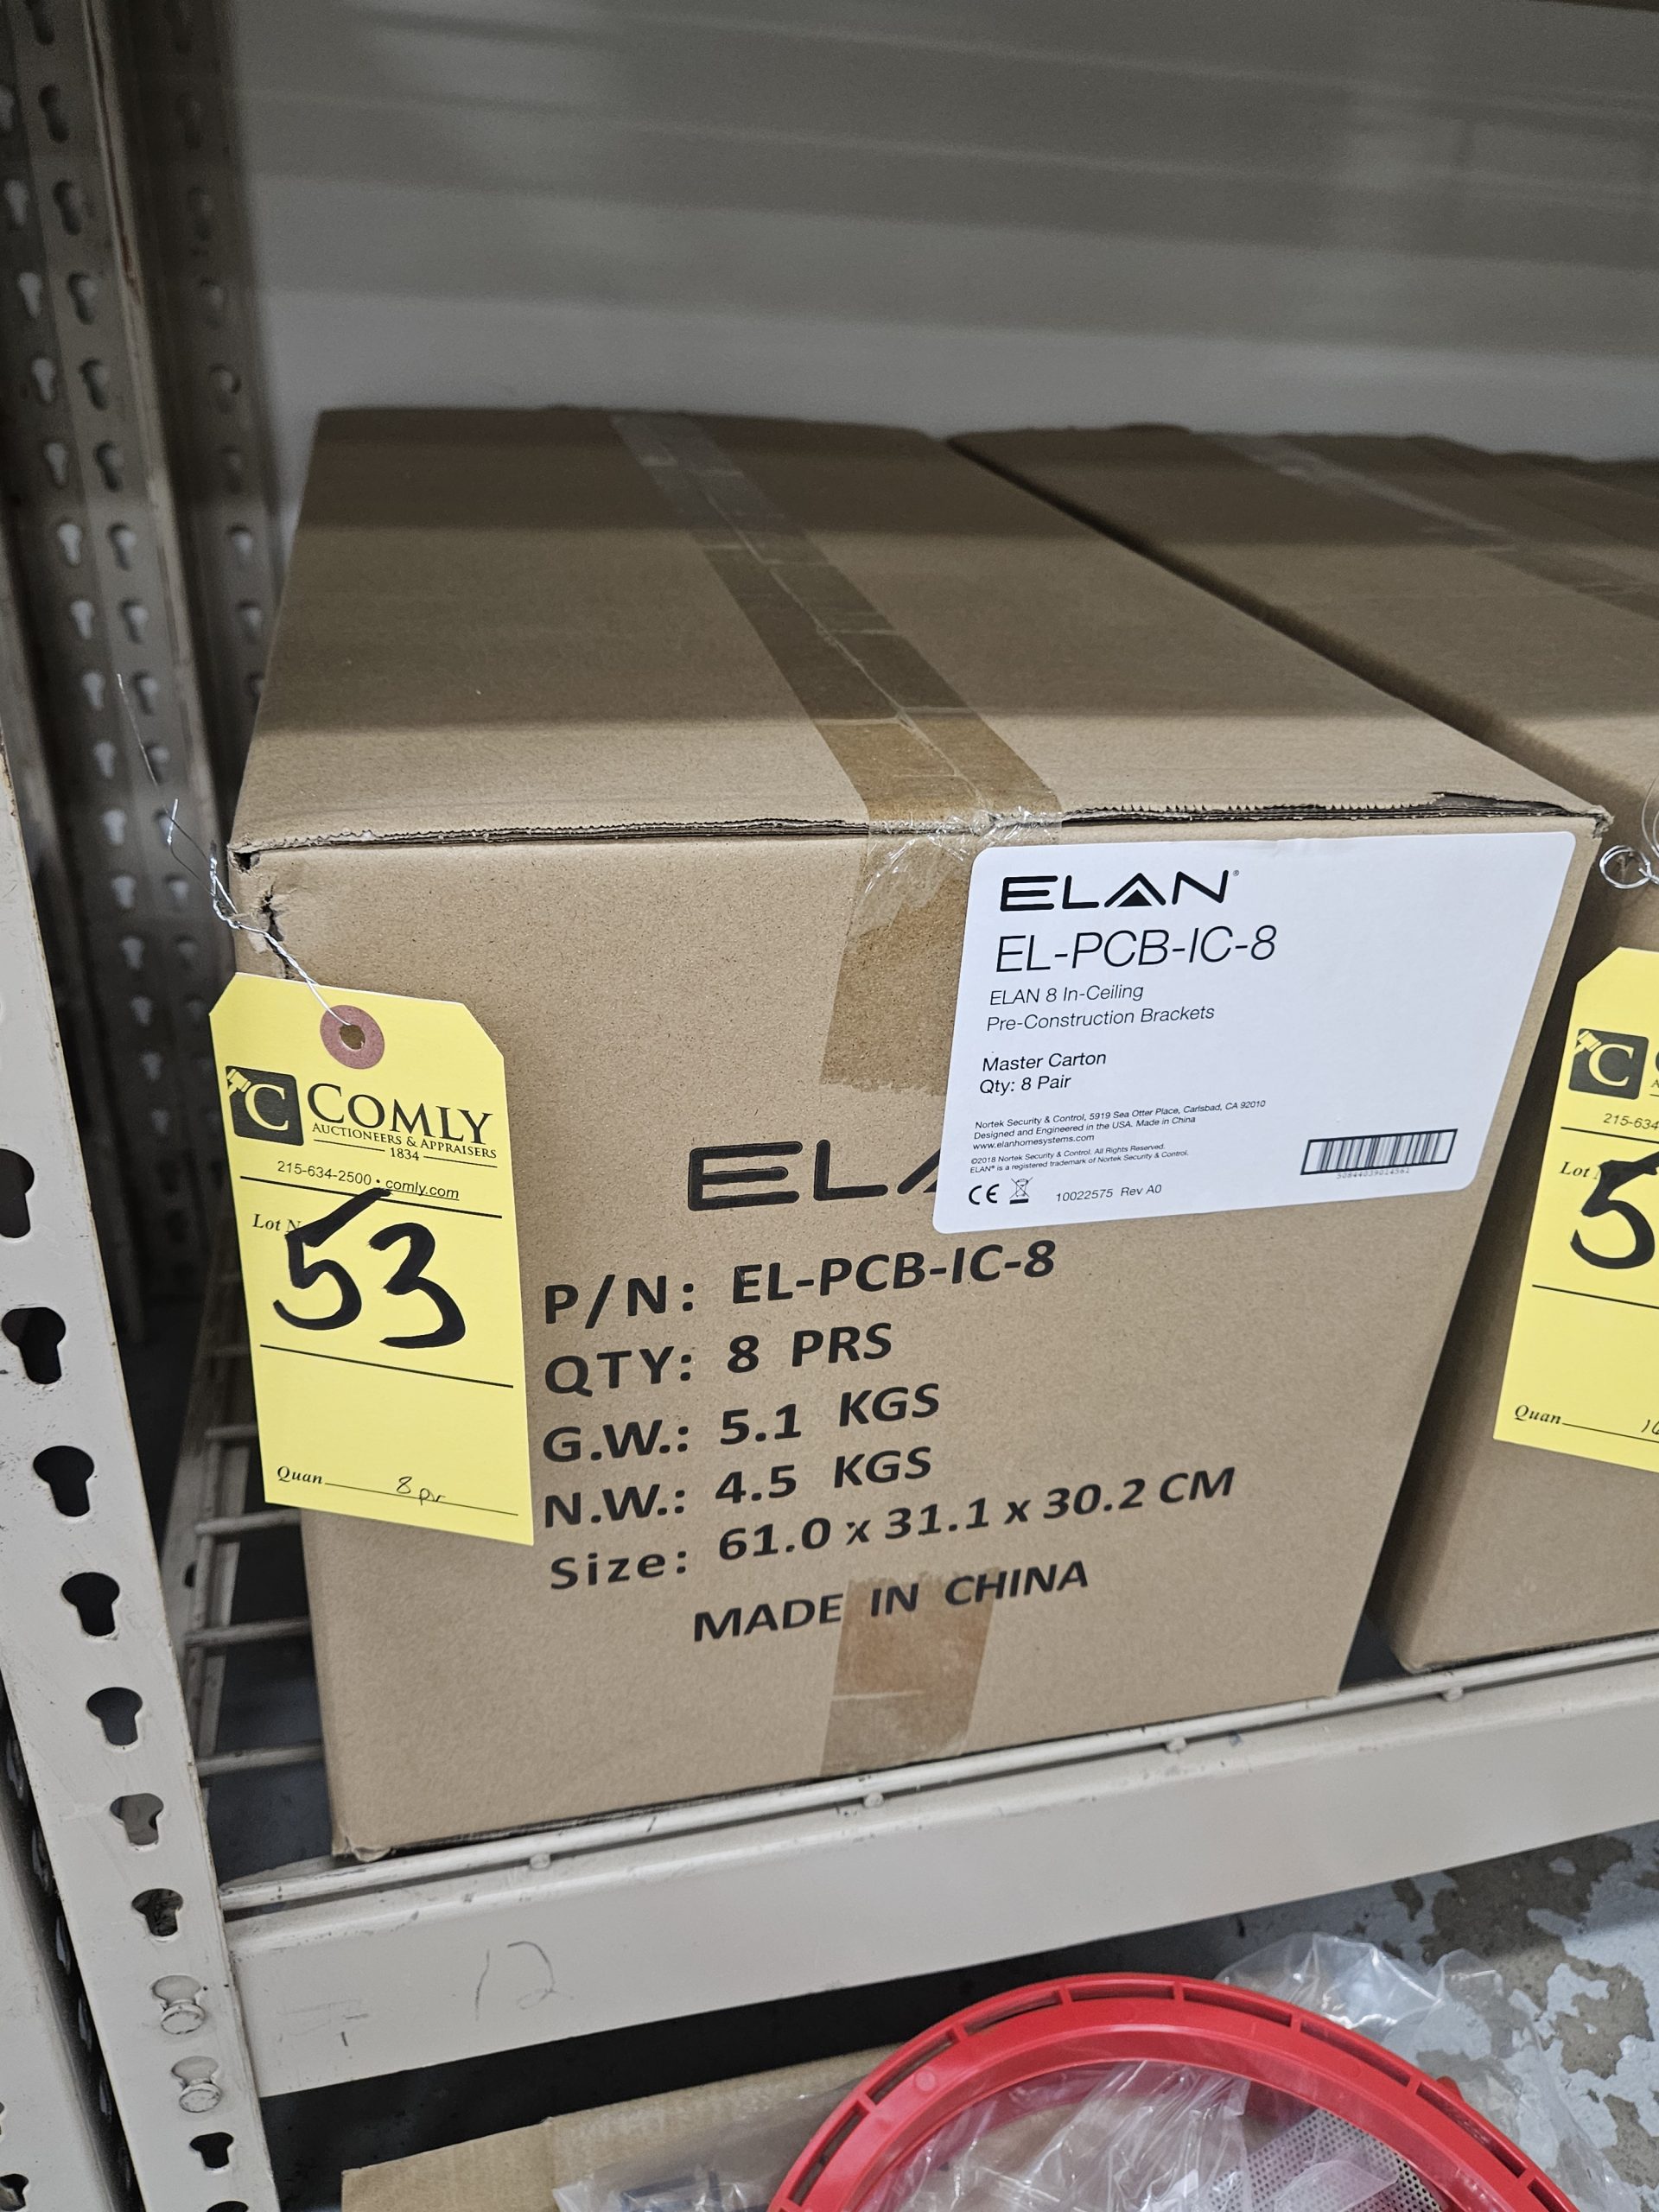 ELAN®
EL-PCB-IC-8
ELAN 8 In-Ceiling
Pre-Construction Brackets
Master Carton
Qty: 8 Pair
Nortek Security & Control, 5919 Sea Otter Place, Carlsbad, CA 92010
Designed and Engineered in the USA. Made in China
www.elanhomesystems.com
©2018 Nortek Security & Control. All Rights Reserved.
ELAN® is a registered trademark of Nortek Security & Control.
CE
10022575 Rev A0
C COMLY
AUCTIONEERS & APPRAISERS
1834
215-634-2500 • comly.com
Lot N
53
Quan 8 pr
ELA
P/N: EL-PCB-IC-8
QTY: 8 PRS
G.W.: 5.1 KGS
N.W.: 4.5 KGS
Size: 61.0 x 31.1 x 30.2 CM
MADE IN CHINA
C
215-634
Lot
5
Quan
12